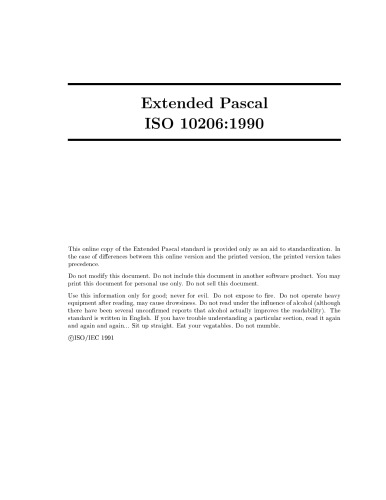 Extended Pascal
ISO 10206:1990
This online copy of the Extended Pascal standard is provided only as an aid to standardization. In
the case of differences between this online version and the printed version, the printed version takes
precedence.
Do not modify this document. Do not include this document in another software product. You may
print this document for personal use only. Do not sell this document.
Use this information only for good; never for evil. Do not expose to fire. Do not operate heavy
equipment after reading, may cause drowsiness. Do not read under the influence of alcohol (although
there have been several unconfirmed reports that alcohol actually improves the readability). The
standard is written in English. If you have trouble understanding a particular section, read it again
and again and again... Sit up straight. Eat your vegatables. Do not mumble.
©ISO/IEC 1991